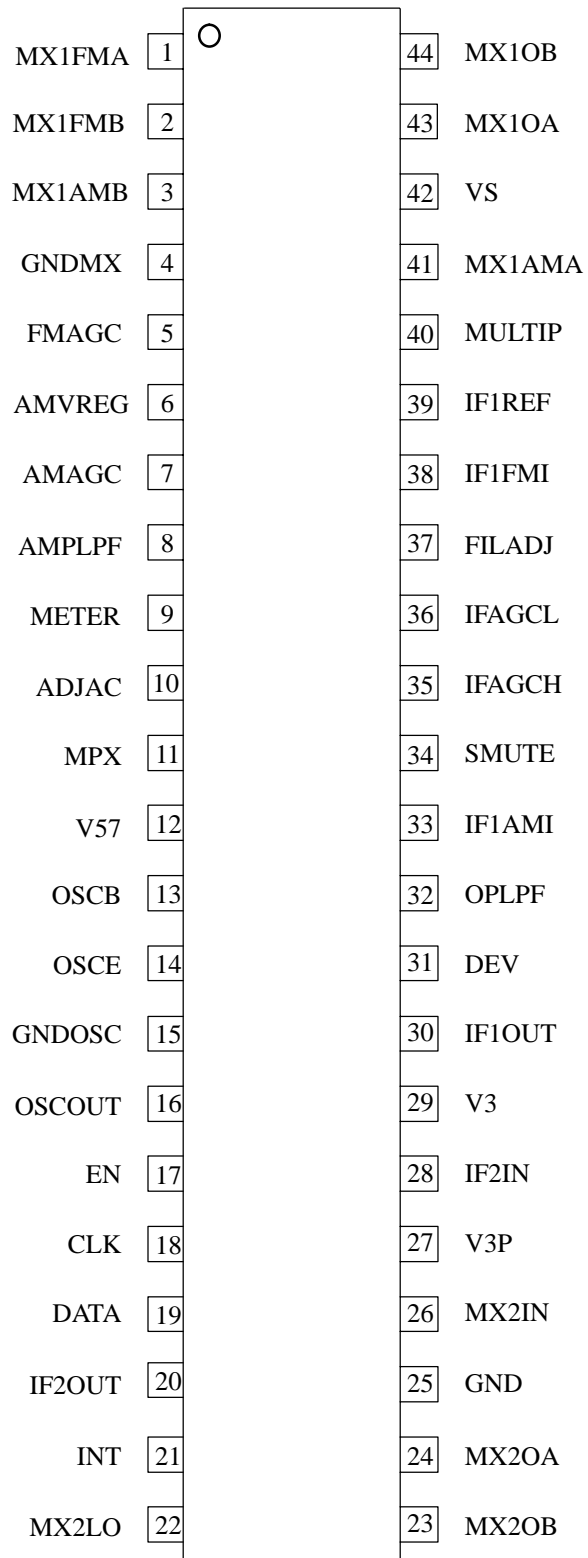 MX1FMA 1 44 MX1OB
MX1FMB 2 43 MX1OA
MX1AMB 3 42 VS
GNDMX 4 41 MX1AMA
FMAGC 5 40 MULTIP
AMVREG 6 39 IF1REF
AMAGC 7 38 IF1FMI
AMPLPF 8 37 FILADJ
METER 9 36 IFAGCL
ADJAC 10 35 IFAGCH
MPX 11 34 SMUTE
V57 12 33 IF1AMI
OSCB 13 32 OPLPF
OSCE 14 31 DEV
GNDOSC 15 30 IF1OUT
OSCOUT 16 29 V3
EN 17 28 IF2IN
CLK 18 27 V3P
DATA 19 26 MX2IN
IF2OUT 20 25 GND
INT 21 24 MX2OA
MX2LO 22 23 MX2OB